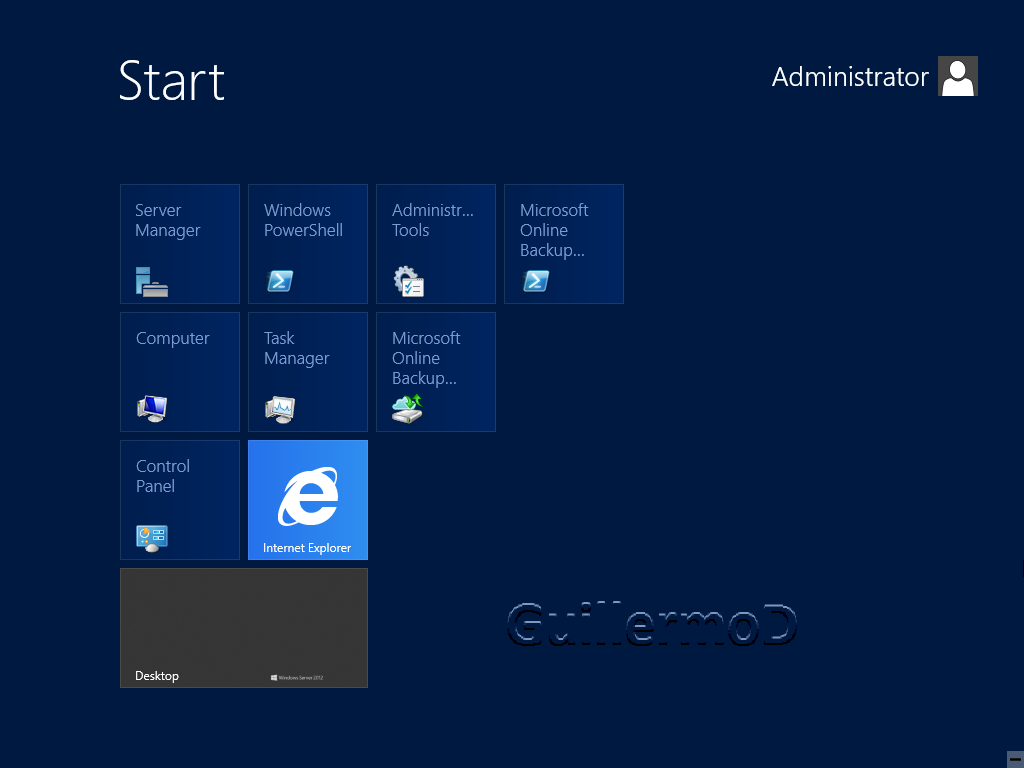 Start
Administrator
Server
Manager
Windows
PowerShell
Administr...
Tools
Microsoft
Online
Backup...
Computer
Task
Manager
Microsoft
Online
Backup...
Control
Panel
Internet Explorer
Desktop
Windows Server 2012
GuillermoD